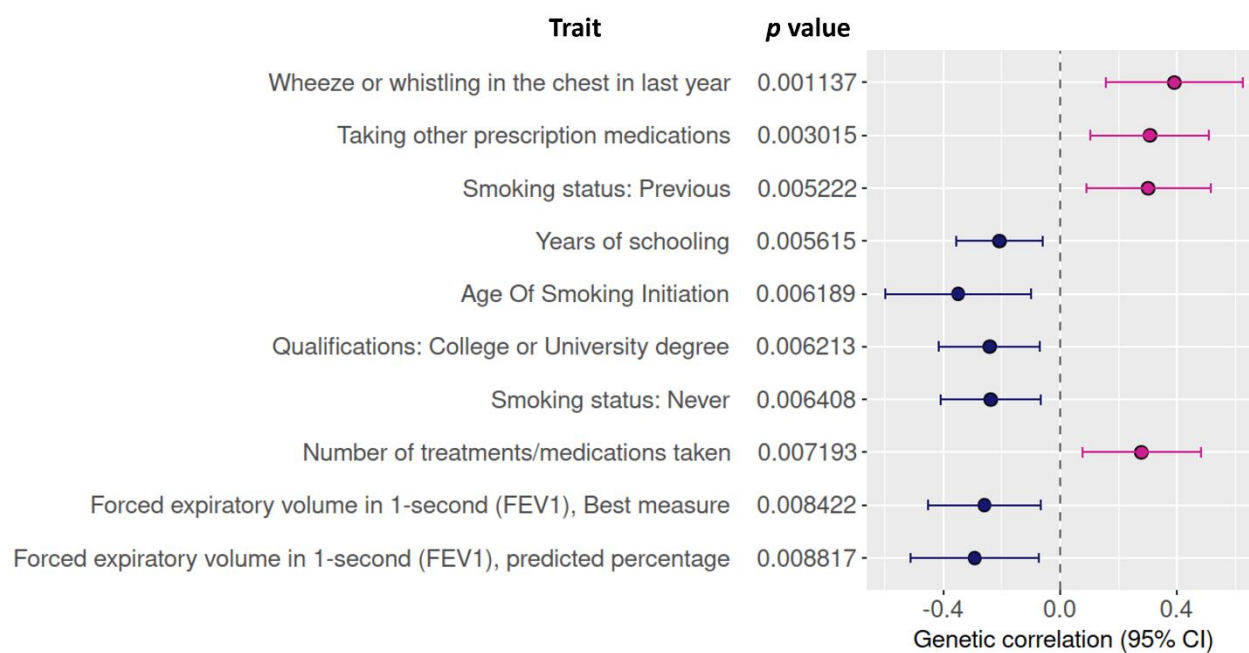 Trait p value
Wheeze or whistling in the chest in last year 0.001137
Taking other prescription medications 0.003015
Smoking status: Previous 0.005222
Years of schooling 0.005615
Age Of Smoking Initiation 0.006189
Qualifications: College or University degree 0.006213
Smoking status: Never 0.006408
Number of treatments/medications taken 0.007193
Forced expiratory volume in 1-second (FEV1), Best measure 0.008422
Forced expiratory volume in 1-second (FEV1), predicted percentage 0.008817
-0.4 0.0 0.4
Genetic correlation (95% CI)